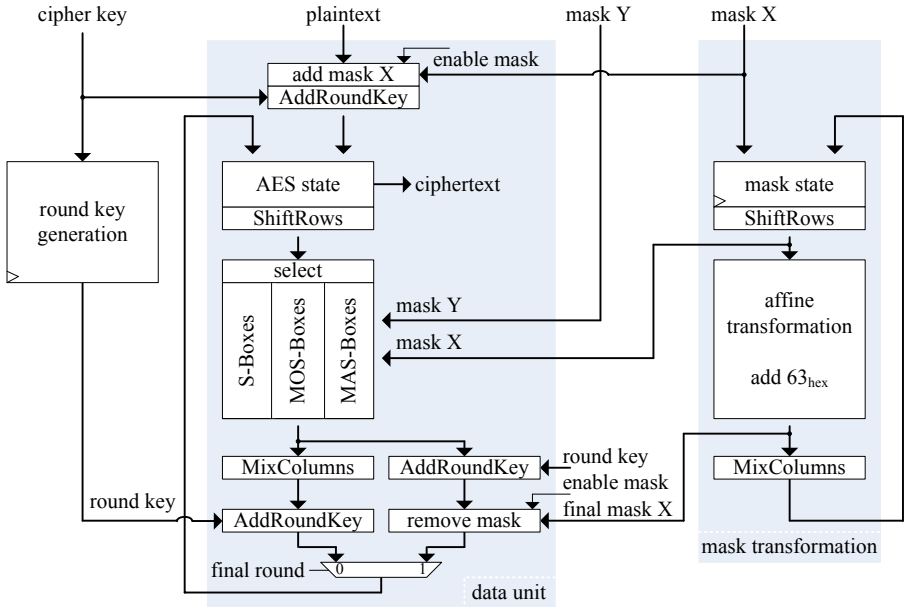 cipher key
plaintext
mask Y
mask X
enable mask
add mask X
AddRoundKey
AES state
ciphertext
ShiftRows
mask state
ShiftRows
round key
generation
select
S-Boxes
MOS-Boxes
MAS-Boxes
mask Y
mask X
affine
transformation
add 63hex
MixColumns
AddRoundKey
round key
enable mask
MixColumns
round key
AddRoundKey
remove mask
final mask X
mask transformation
final round
0
1
data unit